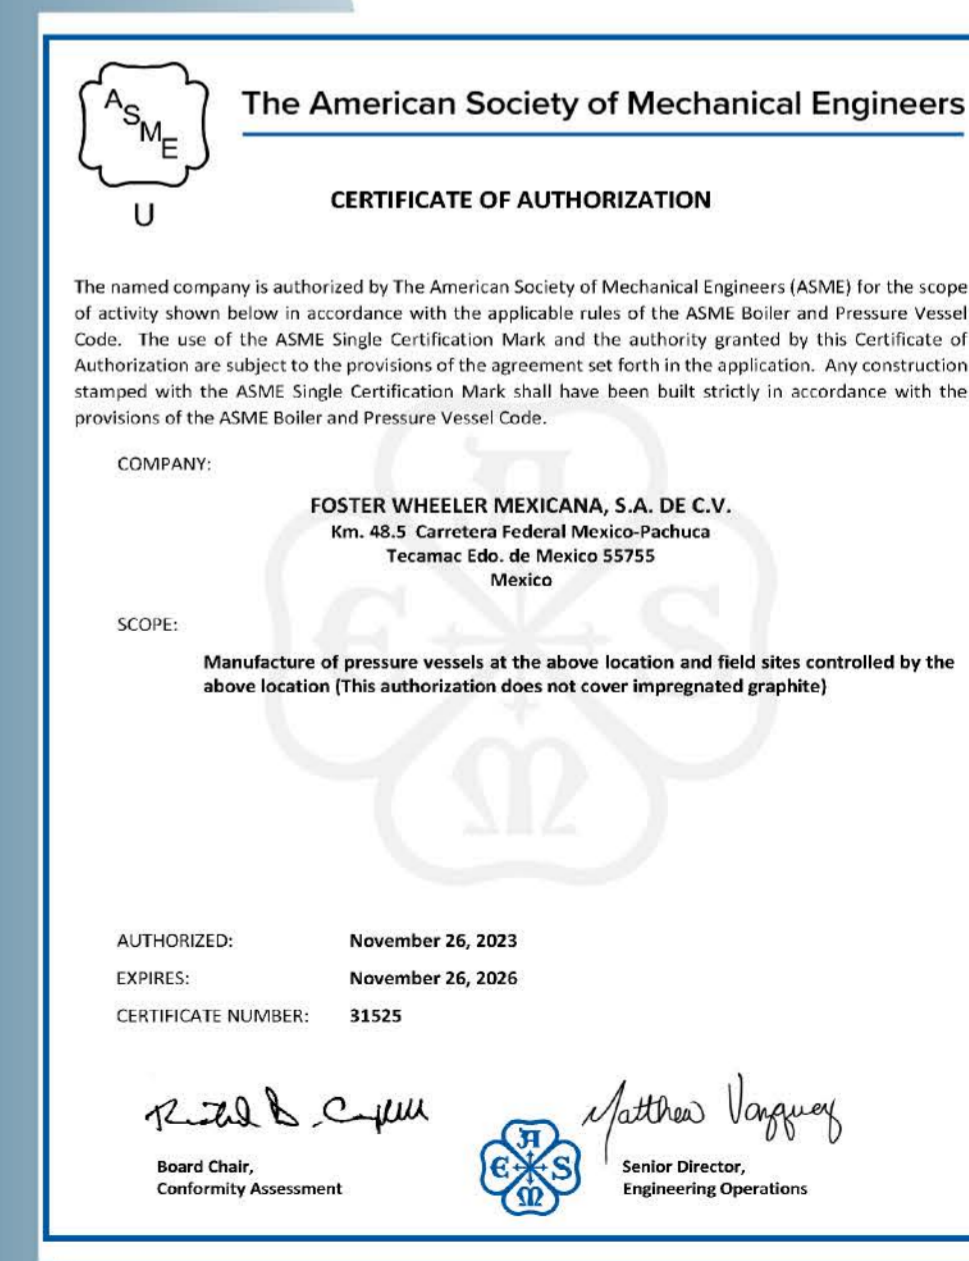 ASME
The American Society of Mechanical Engineers
U
CERTIFICATE OF AUTHORIZATION
The named company is authorized by The American Society of Mechanical Engineers (ASME) for the scope
of activity shown below in accordance with the applicable rules of the ASME Boiler and Pressure Vessel
Code. The use of the ASME Single Certification Mark and the authority granted by this Certificate of
Authorization are subject to the provisions of the agreement set forth in the application. Any construction
stamped with the ASME Single Certification Mark shall have been built strictly in accordance with the
provisions of the ASME Boiler and Pressure Vessel Code.
COMPANY:
FOSTER WHEELER MEXICANA, S.A. DE C.V.
Km. 48.5 Carretera Federal Mexico-Pachuca
Tecamac Edo. de Mexico 55755
Mexico
SCOPE:
Manufacture of pressure vessels at the above location and field sites controlled by the
above location (This authorization does not cover impregnated graphite)
AUTHORIZED: November 26, 2023
EXPIRES: November 26, 2026
CERTIFICATE NUMBER: 31525
Matthew Vazquez
Board Chair,
Conformity Assessment
A
E S
M
Senior Director,
Engineering Operations